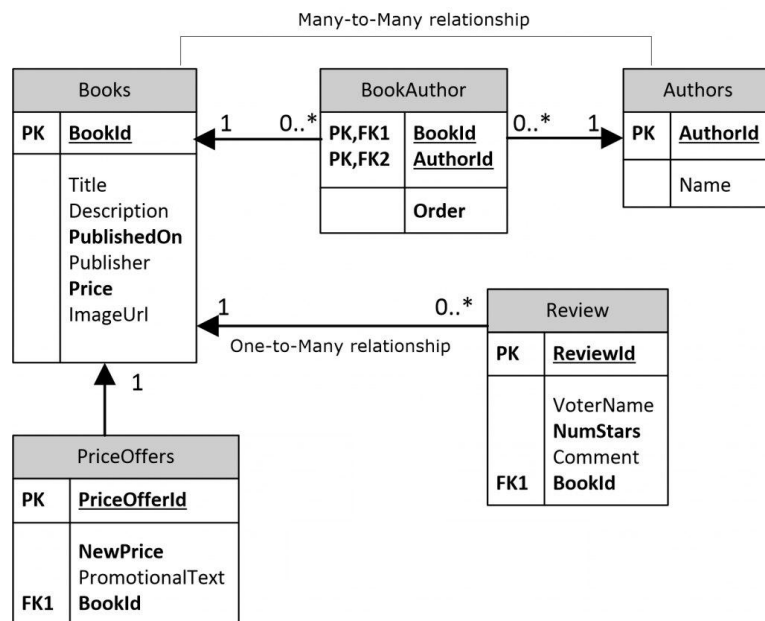 Many-to-Many relationship
Books
PK BookId
Title
Description
PublishedOn
Publisher
Price
ImageUrl
1 0..*
BookAuthor
PK,FK1 BookId
PK,FK2 AuthorId
Order
0..* 1
Authors
PK AuthorId
Name
1 0..*
One-to-Many relationship
Review
PK ReviewId
VoterName
NumStars
Comment
FK1 BookId
1
PriceOffers
PK PriceOfferId
NewPrice
PromotionalText
FK1 BookId